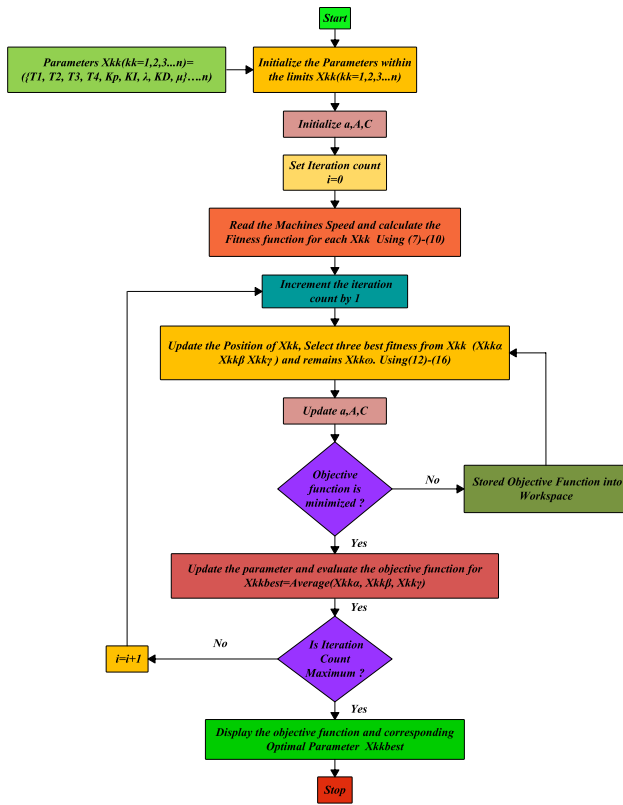 Start
Parameters Xkk(kk=1,2,3...n)=
({T1, T2, T3, T4, Kp, KI, λ, KD, μ}....n)
Initialize the Parameters within
the limits Xkk(kk=1,2,3...n)
Initialize a,A,C
Set Iteration count
i=0
Read the Machines Speed and calculate the
Fitness function for each Xkk Using (7)-(10)
Increment the iteration
count by 1
Update the Position of Xkk, Select three best fitness from Xkk (Xkkα
Xkkβ Xkkγ ) and remains Xkkω. Using(12)-(16)
Update a,A,C
Objective
function is
minimized ?
No
Stored Objective Function into
Workspace
Yes
Update the parameter and evaluate the objective function for
Xkkbest=Average(Xkkα, Xkkβ, Xkkγ)
Yes
Is Iteration
Count
Maximum ?
No
i=i+1
Yes
Display the objective function and corresponding
Optimal Parameter Xkkbest
Stop